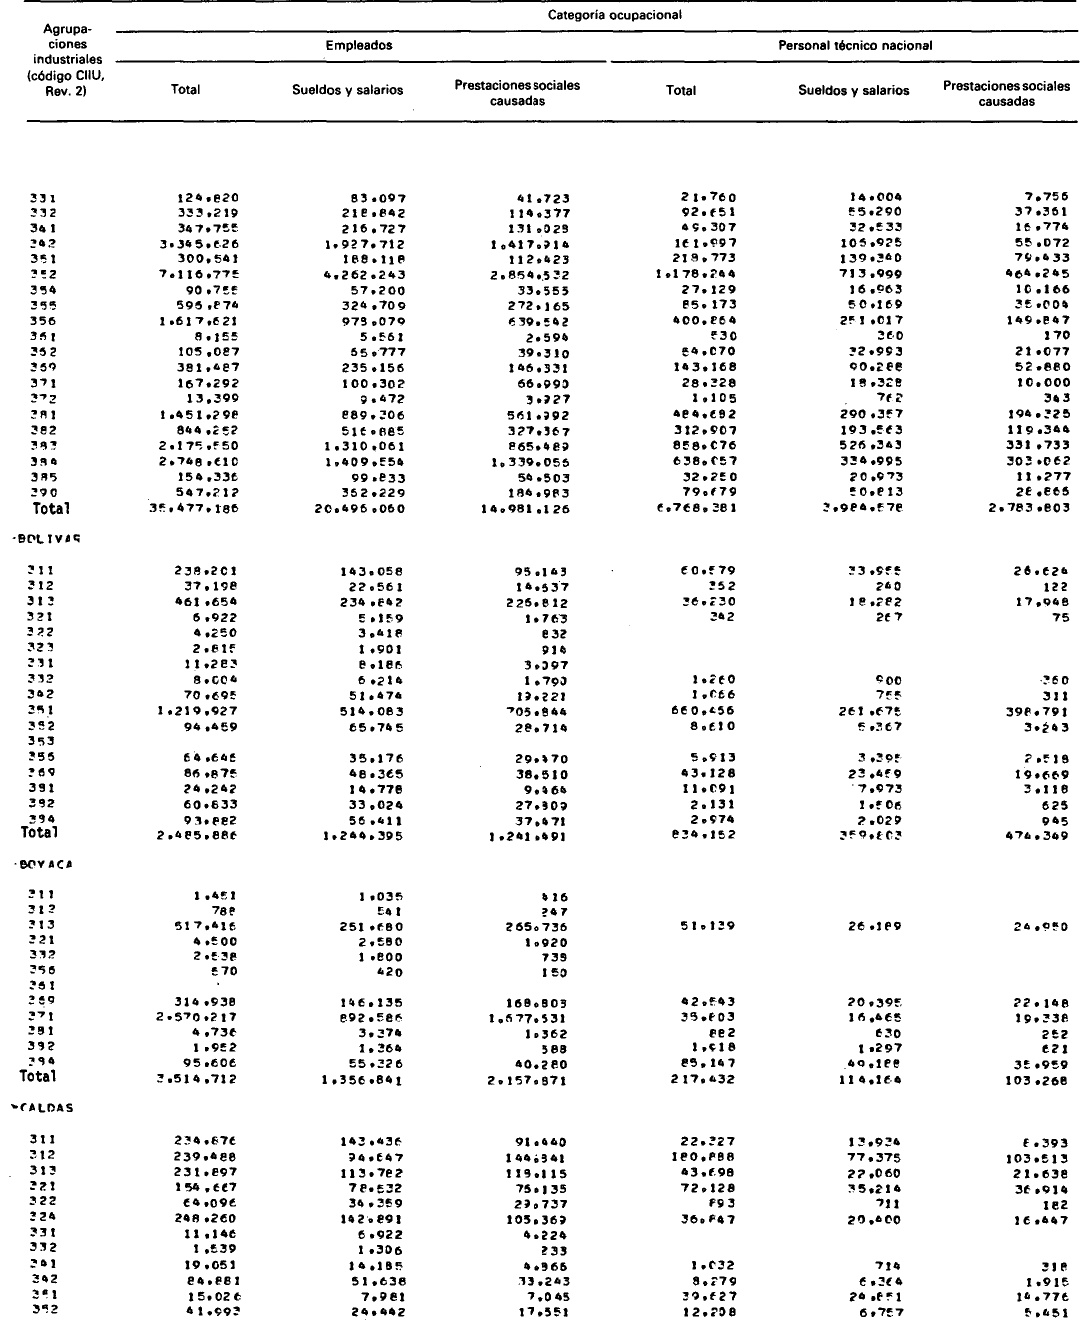 Categoría ocupacional
Agrupa-
ciones
industriales
(código CIIU,
Rev. 2)
Empleados Personal técnico nacional
Total Sueldos y salarios Prestaciones sociales causadas Total Sueldos y salarios Prestaciones sociales causadas
331 124.820 83.097 41.723 21.760 14.004 7.756
332 333.219 218.842 114.377 92.651 55.290 37.361
341 347.755 216.727 131.028 49.307 32.533 16.774
342 3.345.626 1.927.712 1.417.914 161.997 105.925 55.072
351 300.541 188.118 112.423 218.773 139.340 79.433
352 7.116.775 4.262.243 2.854.532 1.178.244 713.999 464.245
354 90.755 57.200 33.555 27.129 16.963 10.166
355 596.874 324.709 272.165 85.173 50.169 35.004
356 1.617.621 978.079 639.542 400.864 251.017 149.847
361 8.155 5.561 2.594 530 360 170
362 105.087 65.777 39.310 54.070 32.993 21.077
369 381.487 235.156 146.331 143.168 90.288 52.880
371 167.292 100.302 66.990 28.328 18.328 10.000
372 13.399 9.472 3.927 1.105 762 343
381 1.451.298 889.306 561.992 484.682 290.357 194.325
382 844.252 516.885 327.367 312.907 193.563 119.344
383 2.175.550 1.310.061 865.489 858.076 526.343 331.733
384 2.748.610 1.409.554 1.339.056 638.057 334.995 303.062
385 154.336 99.833 54.503 32.250 20.973 11.277
390 547.212 362.229 184.983 79.679 50.813 28.866
Total 35.477.186 20.496.060 14.981.126 6.768.381 3.984.578 2.783.803
BOLIVAR
311 238.201 143.058 95.143 60.579 33.955 26.624
312 37.198 22.561 14.637 362 240 122
313 461.654 234.842 226.812 36.230 18.282 17.948
321 6.922 5.159 1.763 342 267 75
322 4.250 3.418 832
323 2.815 1.901 914
331 11.283 8.186 3.097
332 8.004 6.214 1.790 1.260 900 360
342 70.695 51.474 19.221 1.066 755 311
351 1.219.927 514.083 705.844 660.466 261.675 398.791
352 94.459 65.745 28.714 8.610 5.367 3.243
353
356 64.646 35.176 29.470 5.913 3.395 2.518
369 86.875 48.365 38.510 43.128 23.459 19.669
381 24.242 14.778 9.464 11.091 7.973 3.118
382 60.833 33.024 27.809 2.131 1.506 625
384 93.882 56.411 37.471 2.974 2.029 945
Total 2.485.886 1.244.395 1.241.491 834.152 359.803 474.349
BOYACA
311 1.451 1.035 416
312 788 541 247
313 517.416 251.680 265.736 51.139 26.189 24.950
321 4.500 2.580 1.920
332 2.538 1.800 738
356 570 420 150
361
369 314.938 146.135 168.803 42.543 20.395 22.148
371 2.570.217 892.586 1.677.631 35.803 16.465 19.338
381 4.736 3.374 1.362 882 630 252
382 1.952 1.364 588 1.918 1.297 621
384 95.606 55.326 40.280 85.147 49.188 35.959
Total 3.514.712 1.356.841 2.157.871 217.432 114.164 103.268
CALDAS
311 234.876 143.436 91.440 22.327 13.934 8.393
312 239.488 94.647 144.841 180.888 77.375 103.513
313 231.897 113.782 118.115 43.698 22.060 21.638
321 154.667 78.532 76.135 72.128 35.214 36.914
322 64.096 34.359 29.737 893 711 182
324 248.260 142.891 105.369 36.847 20.400 16.447
331 11.146 6.922 4.224
332 1.539 1.306 233
341 19.051 14.185 4.866 1.032 714 318
342 84.881 51.638 33.243 8.279 6.364 1.915
351 15.026 7.981 7.045 39.627 24.851 14.776
352 41.993 24.442 17.551 12.208 6.757 5.451